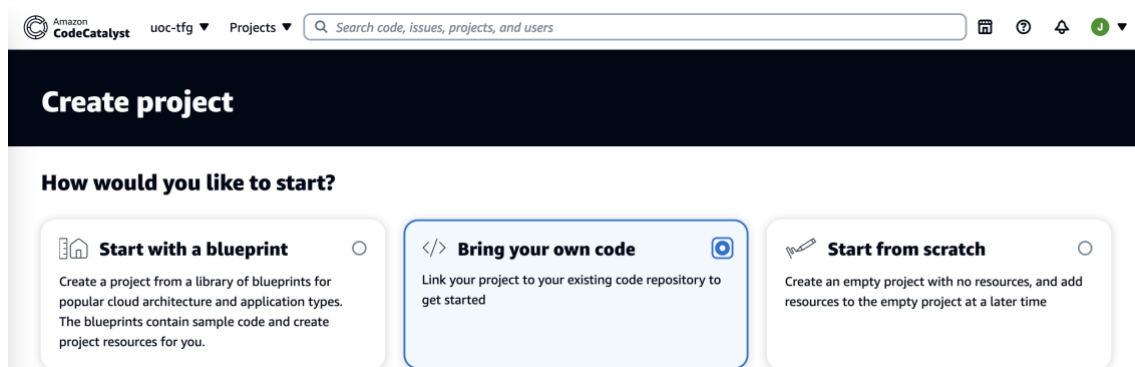 Amazon
CodeCatalyst
uoc-tfg
Projects
Search code, issues, projects, and users
J
Create project
How would you like to start?
Start with a blueprint
Create a project from a library of blueprints for
popular cloud architecture and application types.
The blueprints contain sample code and create
project resources for you.
</> Bring your own code
Link your project to your existing code repository to
get started
Start from scratch
Create an empty project with no resources, and add
resources to the empty project at a later time